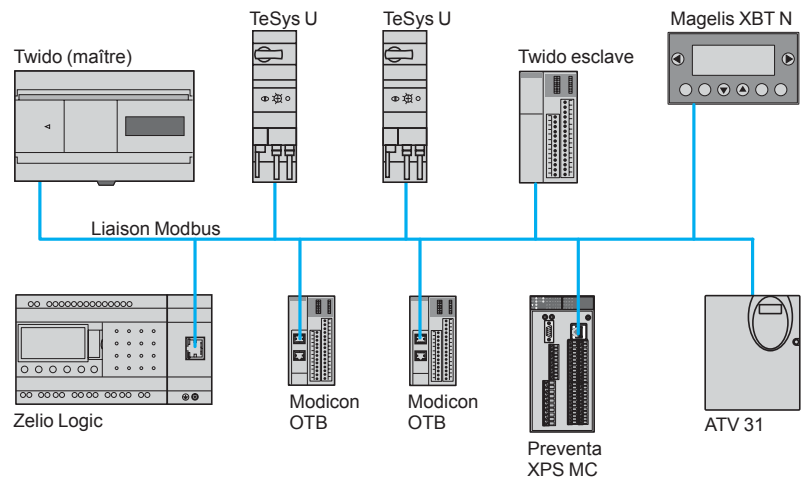 TeSys U
TeSys U
Magelis XBT N
Twido (maître)
Twido esclave
Liaison Modbus
Zelio Logic
Modicon
OTB
Modicon
OTB
Preventa
XPS MC
ATV 31